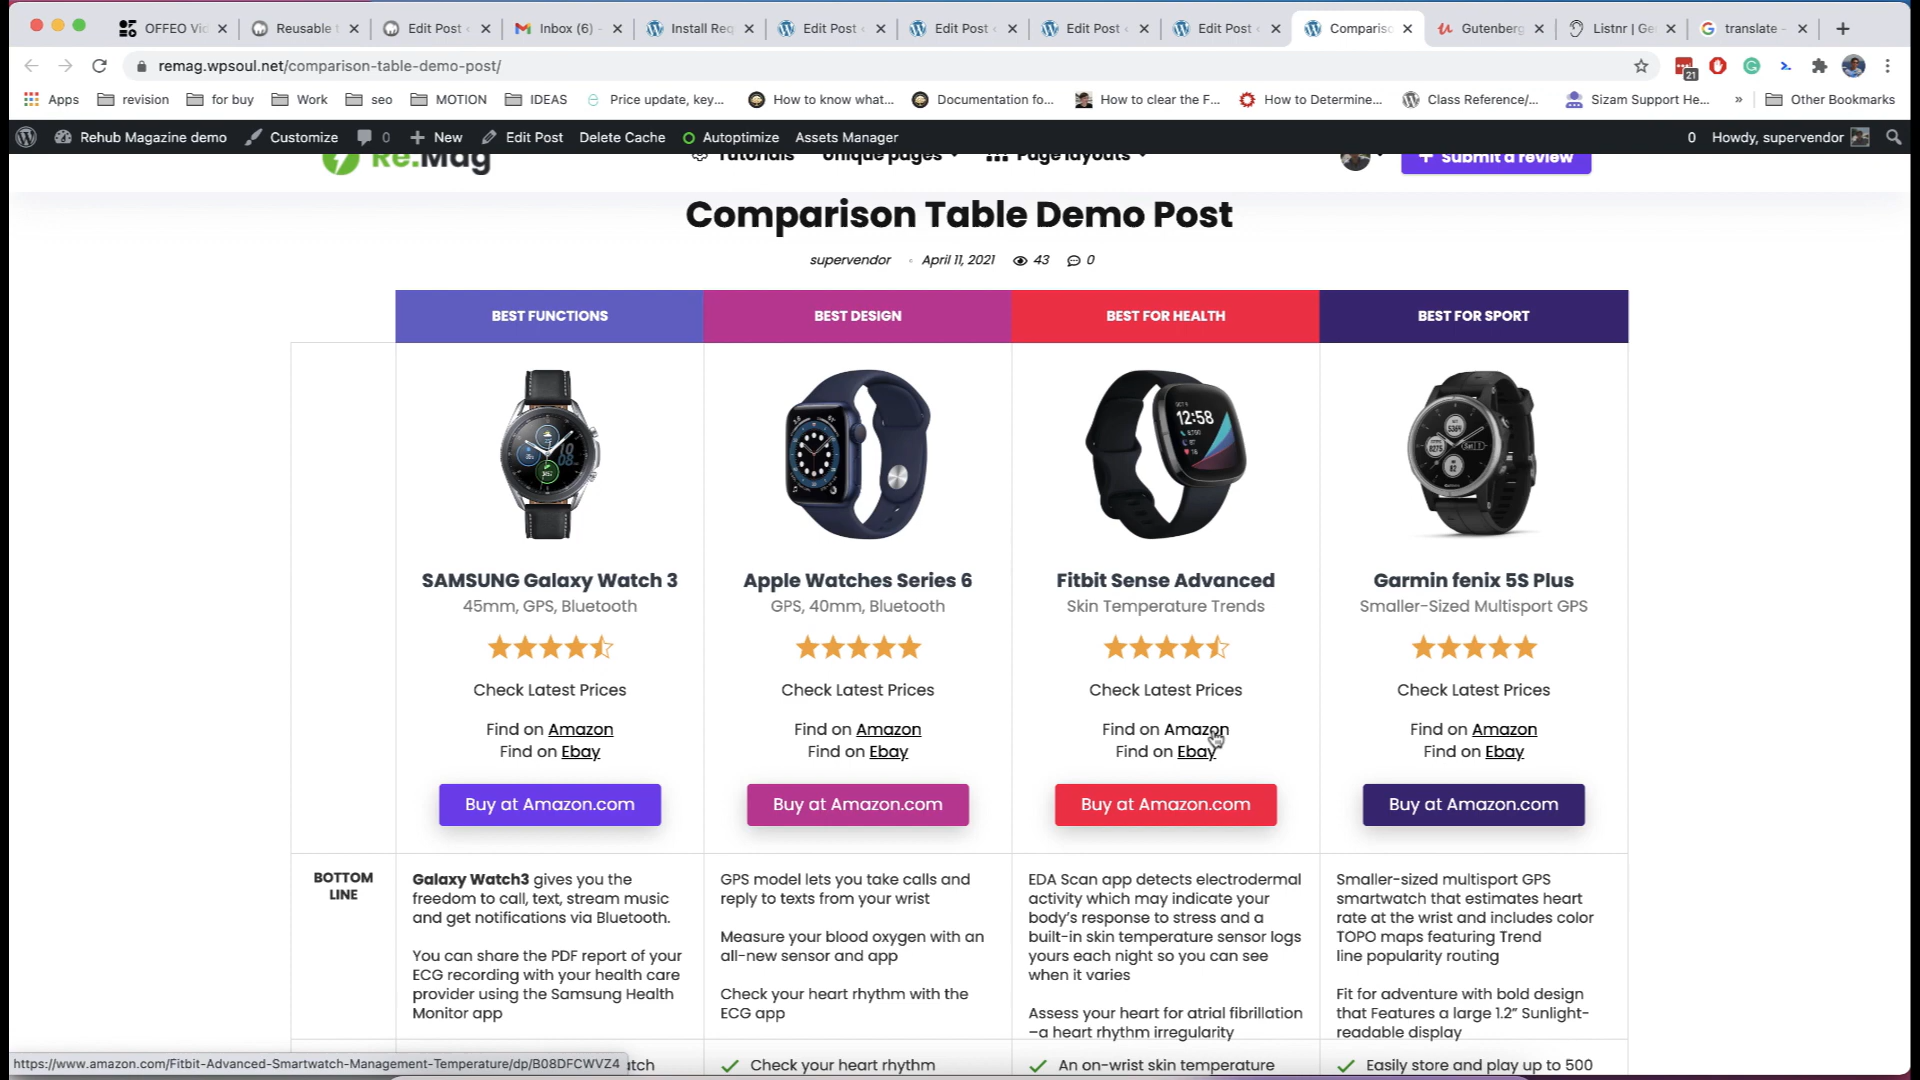 OFFEO Vi
Reusable
Edit Post
Inbox (6)
Install Req
Edit Post
Edit Post
Edit Post
Edit Post
Comparis
Gutenberg
Listnr | Ge
translate -
remag.wpsoul.net/comparison-table-demo-post/
21
Apps
revision
for buy
Work
seo
MOTION
IDEAS
Price update, key...
How to know what...
Documentation fo...
How to clear the F...
How to Determine...
Class Reference/...
Sizam Support He...
»
Other Bookmarks
Rehub Magazine demo
Customize
0
New
Edit Post
Delete Cache
Autoptimize
Assets Manager
0
Howdy, supervendor
Re.Mag
Tutorials
Unique pages
Page layouts
+ Submit a review
Comparison Table Demo Post
supervendor
April 11, 2021
43
0
BEST FUNCTIONS
BEST DESIGN
BEST FOR HEALTH
BEST FOR SPORT
12:58
SAMSUNG Galaxy Watch 3
45mm, GPS, Bluetooth
Check Latest Prices
Find on Amazon
Find on Ebay
Buy at Amazon.com
Apple Watches Series 6
GPS, 40mm, Bluetooth
Check Latest Prices
Find on Amazon
Find on Ebay
Buy at Amazon.com
Fitbit Sense Advanced
Skin Temperature Trends
Check Latest Prices
Find on Amazon
Find on Ebay
Buy at Amazon.com
Garmin fenix 5S Plus
Smaller-Sized Multisport GPS
Check Latest Prices
Find on Amazon
Find on Ebay
Buy at Amazon.com
BOTTOM
LINE
Galaxy Watch3 gives you the
freedom to call, text, stream music
and get notifications via Bluetooth.
You can share the PDF report of your
ECG recording with your health care
provider using the Samsung Health
Monitor app
GPS model lets you take calls and
reply to texts from your wrist
Measure your blood oxygen with an
all-new sensor and app
Check your heart rhythm with the
ECG app
EDA Scan app detects electrodermal
activity which may indicate your
body's response to stress and a
built-in skin temperature sensor logs
yours each night so you can see
when it varies
Assess your heart for atrial fibrillation
–a heart rhythm irregularity
Smaller-sized multisport GPS
smartwatch that estimates heart
rate at the wrist and includes color
TOPO maps featuring Trend
line popularity routing
Fit for adventure with bold design
that Features a large 1.2” Sunlight-
readable display
https://www.amazon.com/Fitbit-Advanced-Smartwatch-Management-Temperature/dp/B08DFCWVZ4
tch
Check your heart rhythm
An on-wrist skin temperature
Easily store and play up to 500